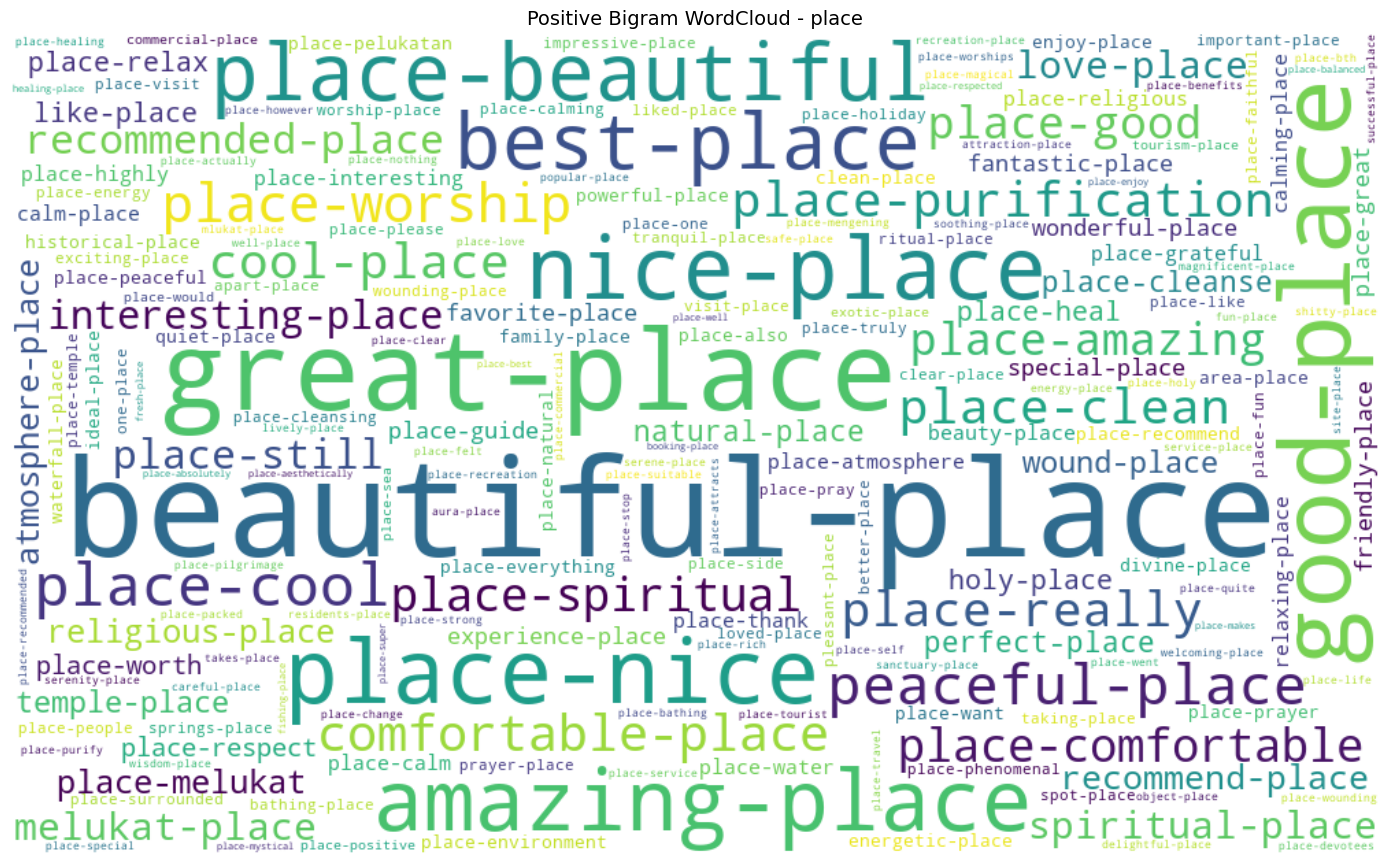 Positive Bigram WordCloud - place
place-healing
commercial-place
place-pelukatan
impressive-place
recreation-place
enjoy-place
important-place
place-relax
place-beautiful
place-worships
love-place
place-bth
place-balanced
successful-place
healing-place
place-visit
place-magical
place-respected
place-benefits
place-faithful
calming-place
like-place
place-however
worship-place
place-calming
liked-place
place-holiday
place-religious
good-place
recommended-place
best-place
place-good
tourism-place
place-great
place-actually
place-nothing
attraction-place
place-highly
place-interesting
popular-place
clean-place
fantastic-place
place-enjoy
place-energy
place-worship
powerful-place
place-purification
calm-place
mlukat-place
place-please
place-one
place-mengening
soothing-place
wonderful-place
historical-place
well-place
place-love
tranquil-place
safe-place
ritual-place
exciting-place
cool-place
nice-place
place-grateful
magnificent-place
atmosphere-place
place-peaceful
apart-place
wounding-place
place-cleanse
place-would
visit-place
exotic-place
place-like
interesting-place
favorite-place
place-well
place-heal
fun-place
shitty-place
quiet-place
place-clear
family-place
place-also
place-truly
place-amazing
place-temple
ideal-place
one-place
fresh-place
great-place
place-best
place-commercial
clear-place
special-place
energy-place
place-holy
area-place
site-place
waterfall-place
place-cleansing
lively-place
place-guide
place-natural
natural-place
place-clean
beauty-place
place-recommend
service-place
place-fun
friendly-place
place-still
place-felt
booking-place
serene-place
place-suitable
place-atmosphere
wound-place
place-absolutely
place-aesthetically
place-sea
place-recreation
beautiful-place
aura-place
place-stop
place-attracts
place-pray
better-place
relaxing-place
place-pilgrimage
place-everything
place-side
pleasant-place
divine-place
place-recommended
place-cool
place-spiritual
holy-place
place-quite
place-packed
residents-place
place-strong
place-thank
place-really
place-makes
religious-place
place-super
experience-place
loved-place
place-rich
place-self
perfect-place
welcoming-place
place-worth
takes-place
serenity-place
careful-place
fishing-place
place-nice
sanctuary-place
place-went
peaceful-place
place-life
temple-place
place-change
place-bathing
place-tourist
place-want
taking-place
place-prayer
place-people
springs-place
comfortable-place
place-purify
place-respect
wisdom-place
place-calm
prayer-place
place-service
place-water
place-travel
place-comfortable
place-phenomenal
recommend-place
place-melukat
place-surrounded
bathing-place
amazing-place
spot-place
object-place
place-wounding
melukat-place
spiritual-place
place-special
place-mystical
place-positive
place-environment
energetic-place
delightful-place
place-devotees